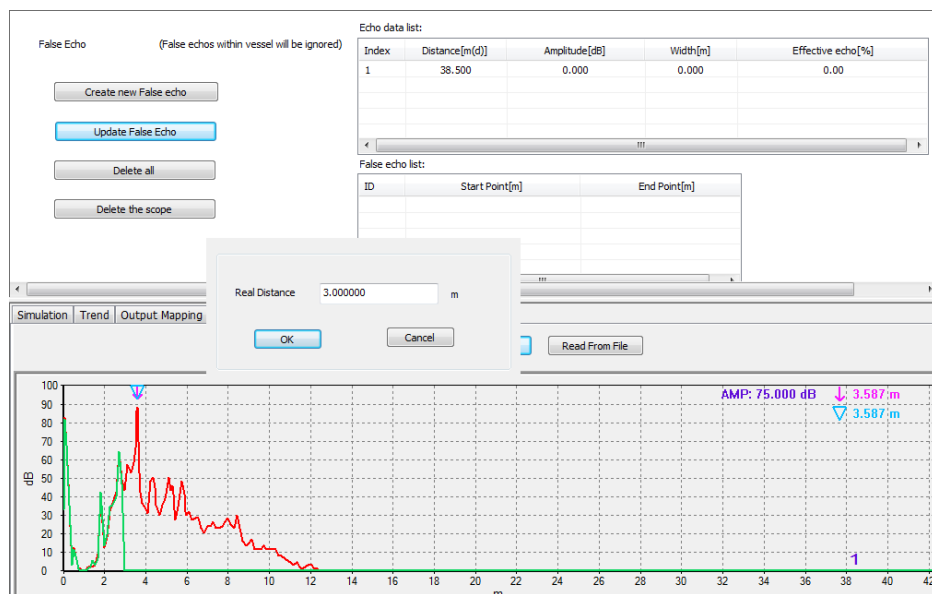 Echo data list:
False Echo (False echos within vessel will be ignored)
Index Distance[m(d)] Amplitude[dB] Width[m] Effective echo[%]
1 38.500 0.000 0.000 0.00
Create new False echo
Update False Echo
Delete all
Delete the scope
False echo list:
ID Start Point[m] End Point[m]
Real Distance 3.000000 m
OK Cancel
Simulation Trend Output Mapping
Read From File
AMP: 75.000 dB 3.587 m
3.587 m
100
90
80
70
60
50
40
30
20
10
0
dB
1
0 2 4 6 8 10 12 14 16 18 20 22 24 26 28 30 32 34 36 38 40 42
m